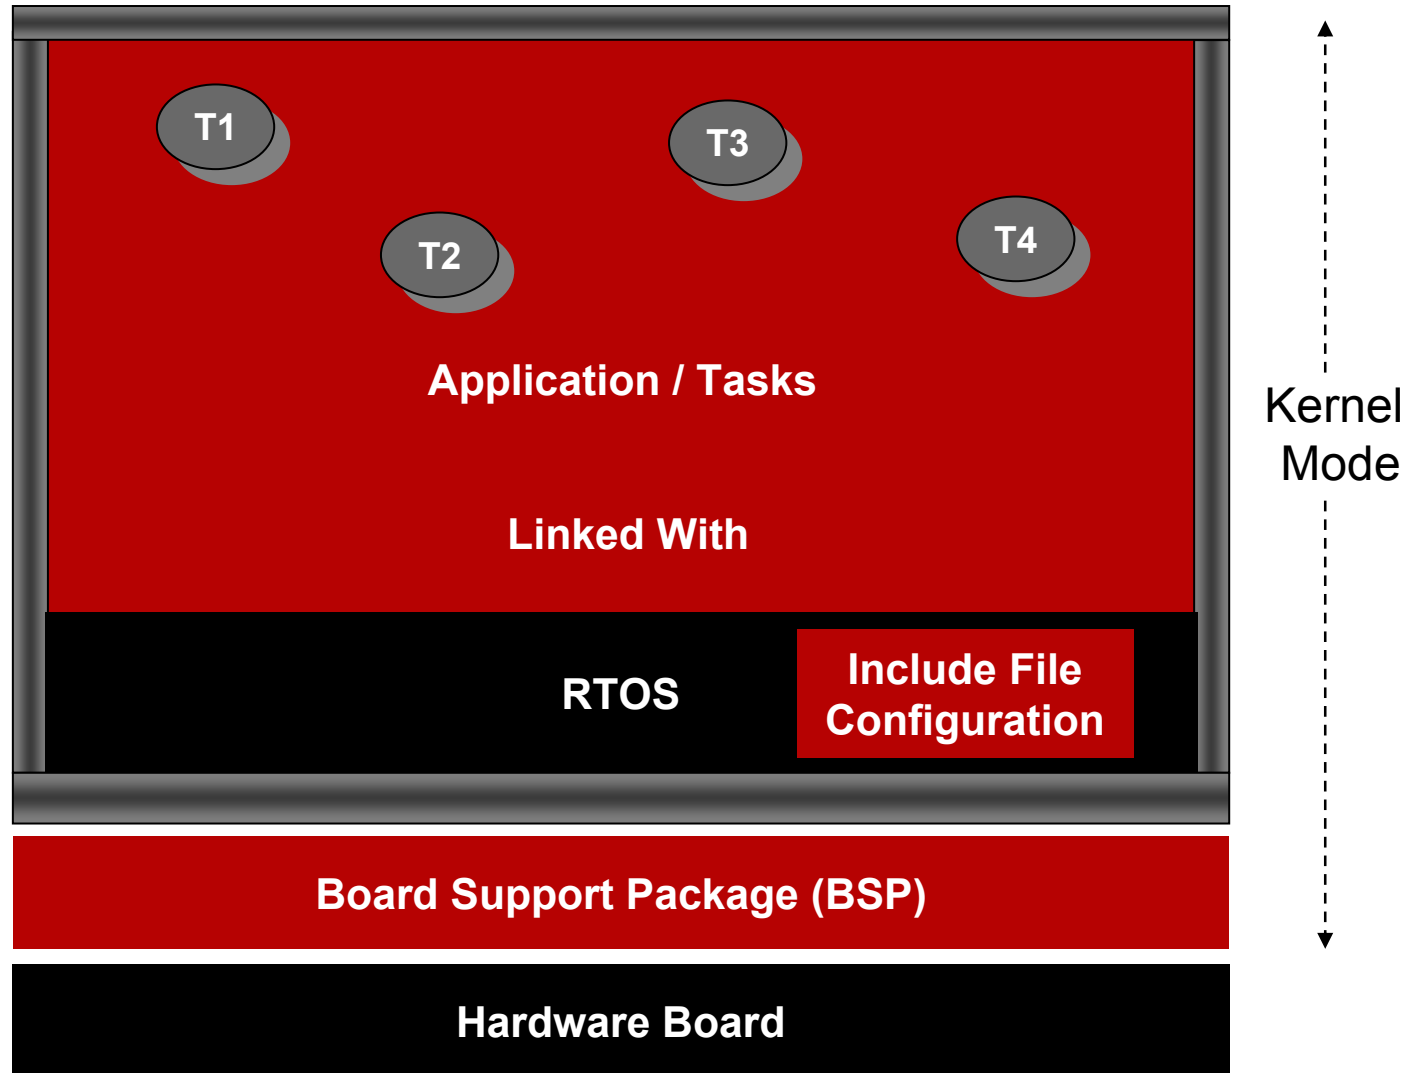 T1
T3
T2
T4
Application / Tasks
Kernel
Mode
Linked With
RTOS
Include File
Configuration
Board Support Package (BSP)
Hardware Board